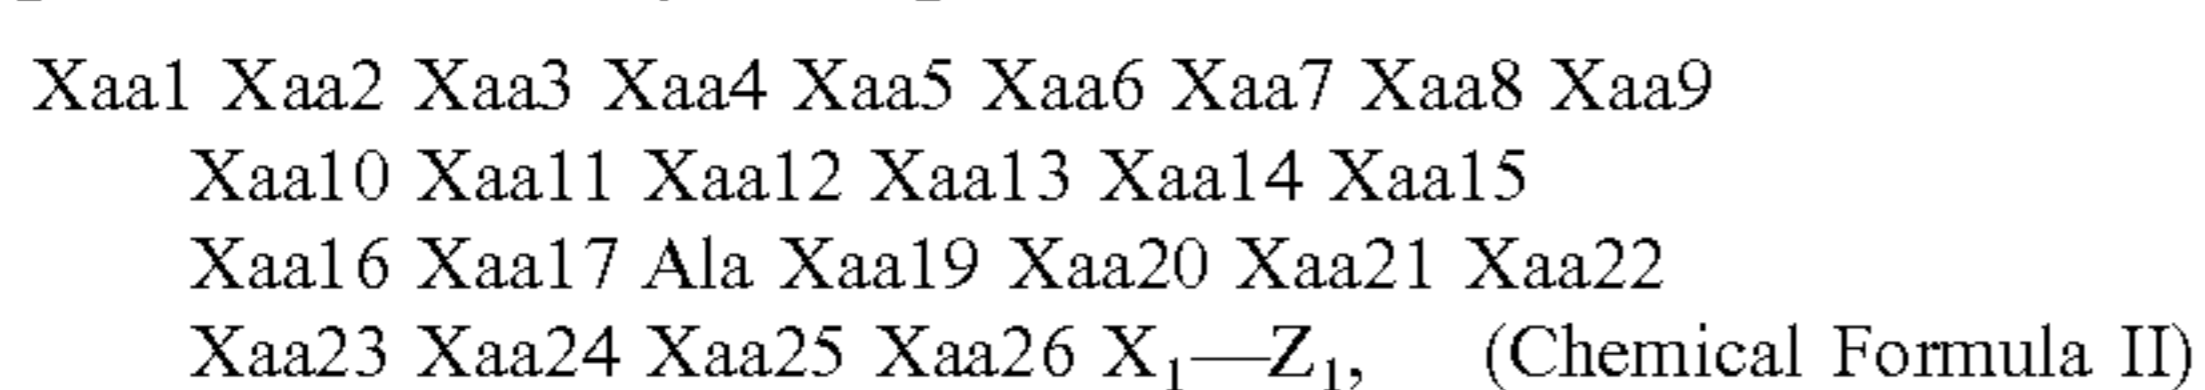 Xaa1 Xaa2 Xaa3 Xaa4 Xaa5 Xaa6 Xaa7 Xaa8 Xaa9
Xaa10 Xaa11 Xaa12 Xaa13 Xaa14 Xaa15
Xaa16 Xaa17 Ala Xaa19 Xaa20 Xaa21 Xaa22
Xaa23 Xaa24 Xaa25 Xaa26 X₁—Z₁, (Chemical Formula II)